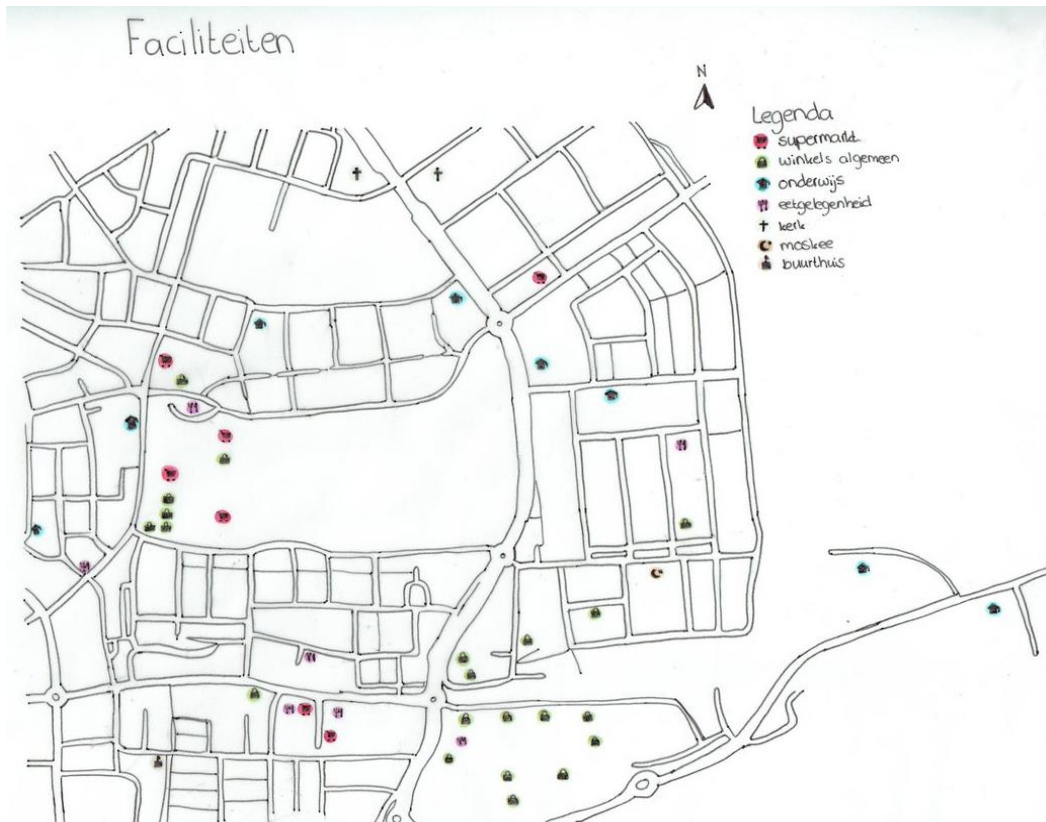 Faciliteiten
N
Legenda
supermarkt
winkels algemeen
onderwijs
eetgelegenheid
kerk
moskee
buurthuis